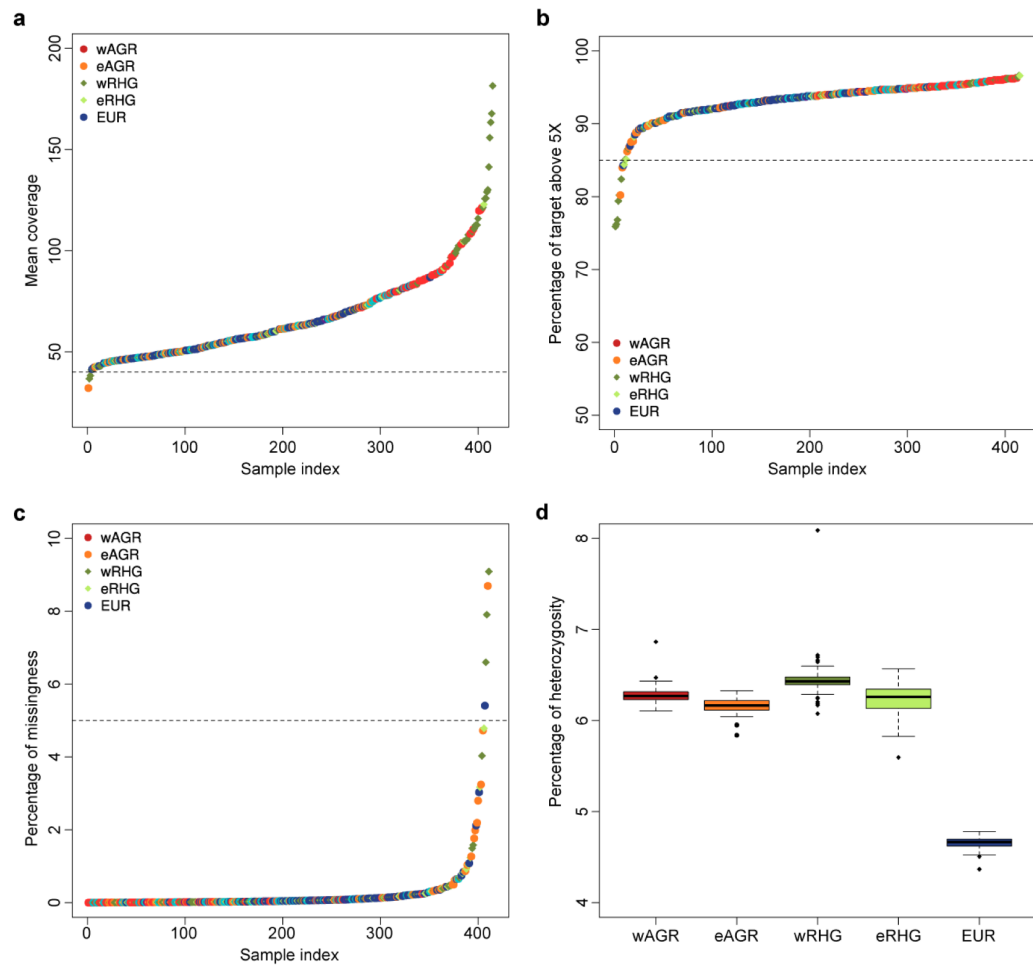 a
200
150
100
50
Mean coverage
wAGR
eAGR
wRHG
eRHG
EUR
0 100 200 300 400
Sample index
b
100
90
80
70
60
50
Percentage of target above 5X
wAGR
eAGR
wRHG
eRHG
EUR
0 100 200 300 400
Sample index
c
10
8
6
4
2
0
Percentage of missingness
wAGR
eAGR
wRHG
eRHG
EUR
0 100 200 300 400
Sample index
d
8
7
6
5
4
Percentage of heterozygosity
wAGR eAGR wRHG eRHG EUR